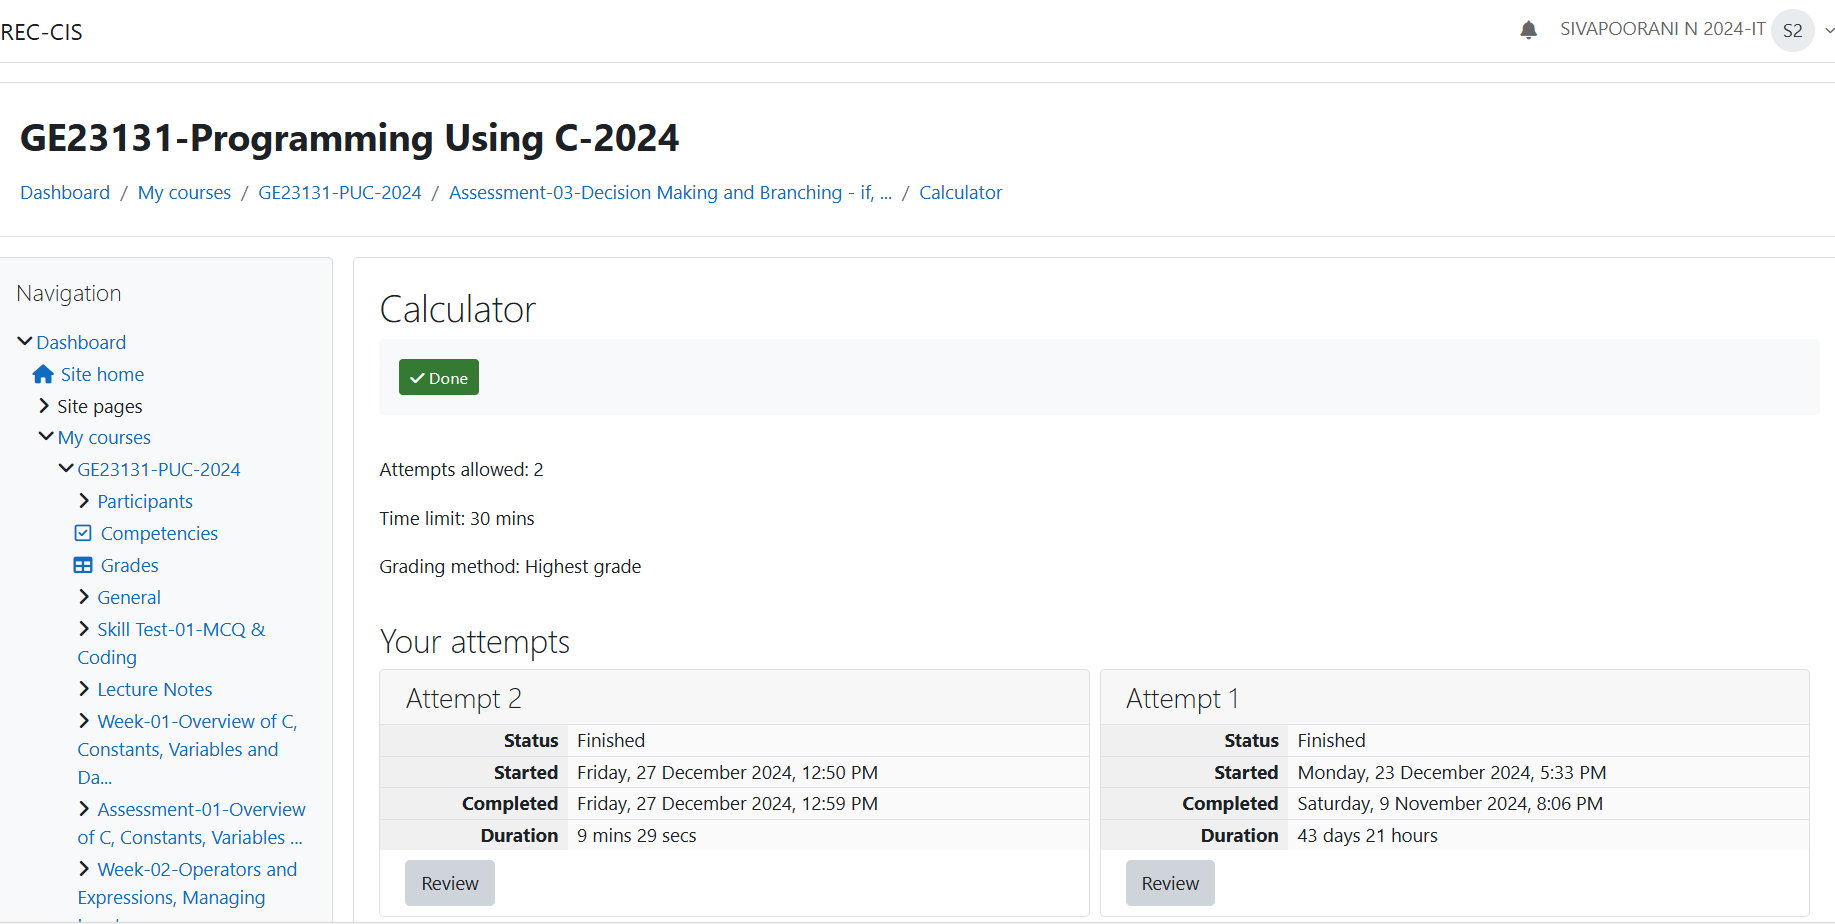 REC-CIS
SIVAPOORANI N 2024-IT S2
GE23131-Programming Using C-2024
Dashboard / My courses / GE23131-PUC-2024 / Assessment-03-Decision Making and Branching - if, ... / Calculator
Navigation
Dashboard
Site home
Site pages
My courses
GE23131-PUC-2024
Participants
Competencies
Grades
General
Skill Test-01-MCQ &
Coding
Lecture Notes
Week-01-Overview of C,
Constants, Variables and
Da...
Assessment-01-Overview
of C, Constants, Variables ...
Week-02-Operators and
Expressions, Managing
Calculator
Done
Attempts allowed: 2
Time limit: 30 mins
Grading method: Highest grade
Your attempts
Attempt 2
Status Finished
Started Friday, 27 December 2024, 12:50 PM
Completed Friday, 27 December 2024, 12:59 PM
Duration 9 mins 29 secs
Review
Attempt 1
Status Finished
Started Monday, 23 December 2024, 5:33 PM
Completed Saturday, 9 November 2024, 8:06 PM
Duration 43 days 21 hours
Review